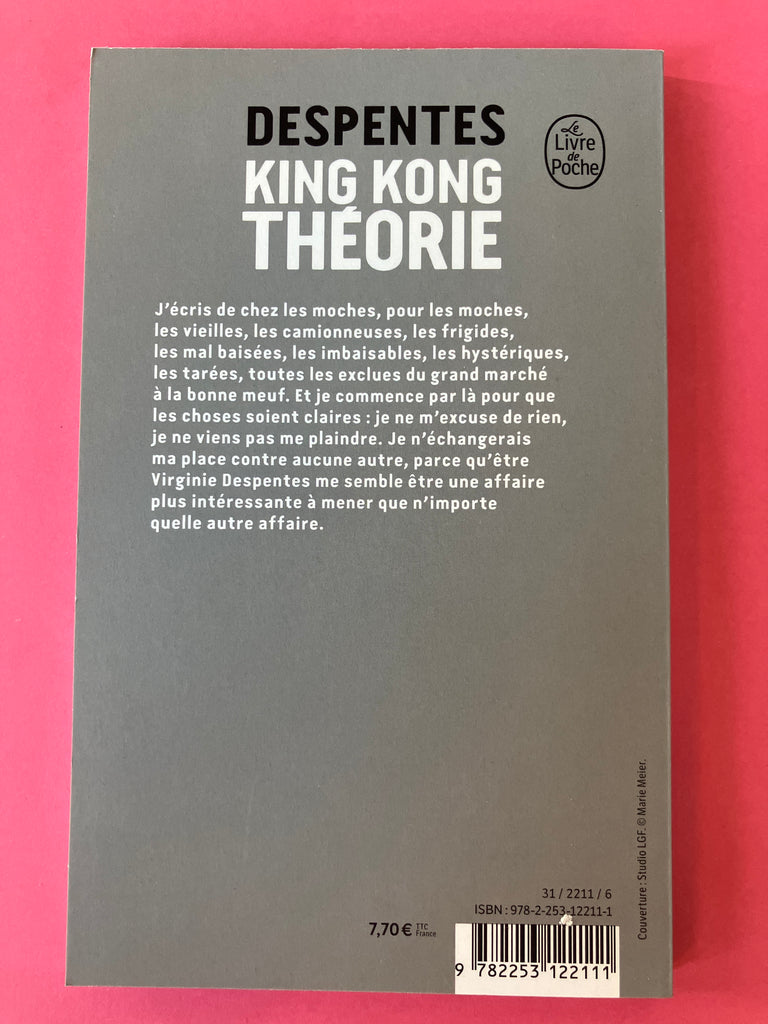 DESPENTES
KING KONG
THÉORIE
Le
Livre
de
Poche
J'écris de chez les moches, pour les moches,
les vieilles, les camionneuses, les frigides,
les mal baisées, les imbaisables, les hystériques,
les tarées, toutes les exclues du grand marché
à la bonne meuf. Et je commence par là pour que
les choses soient claires : je ne m'excuse de rien,
je ne viens pas me plaindre. Je n'échangerais
ma place contre aucune autre, parce qu'être
Virginie Despentes me semble être une affaire
plus intéressante à mener que n'importe
quelle autre affaire.
Couverture : Studio LGF. © Marie Meier.
31 / 2211 / 6
ISBN : 978-2-253-12211-1
7,70 € TTC
France
9 782253 122111